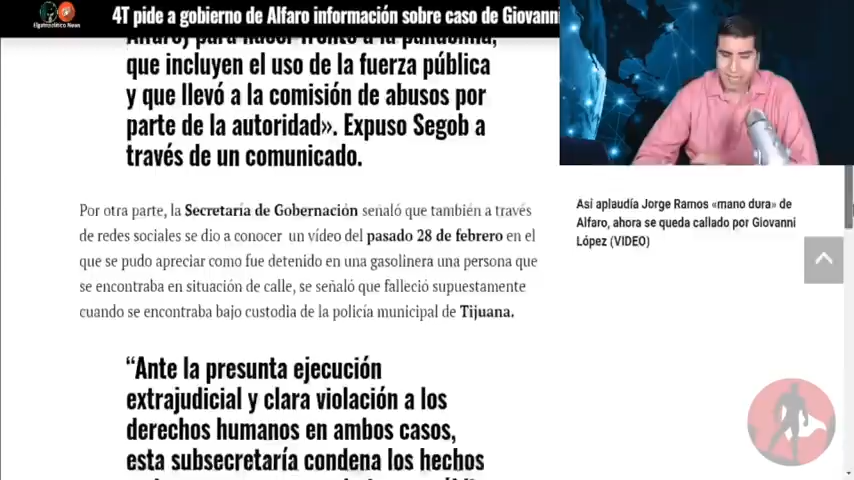 Elgatopolitico News
4T pide a gobierno de Alfaro información sobre caso de Giovanni
Alfaro) para hacer frente a la pandemia,
que incluyen el uso de la fuerza pública
y que llevó a la comisión de abusos por
parte de la autoridad». Expuso Segob a
través de un comunicado.
Por otra parte, la Secretaría de Gobernación señaló que también a través
de redes sociales se dio a conocer un vídeo del pasado 28 de febrero en el
que se pudo apreciar como fue detenido en una gasolinera una persona que
se encontraba en situación de calle, se señaló que falleció supuestamente
cuando se encontraba bajo custodia de la policía municipal de Tijuana.
“Ante la presunta ejecución
extrajudicial y clara violación a los
derechos humanos en ambos casos,
esta subsecretaría condena los hechos
Asi aplaudía Jorge Ramos «mano dura» de
Alfaro, ahora se queda callado por Giovanni
López (VIDEO)